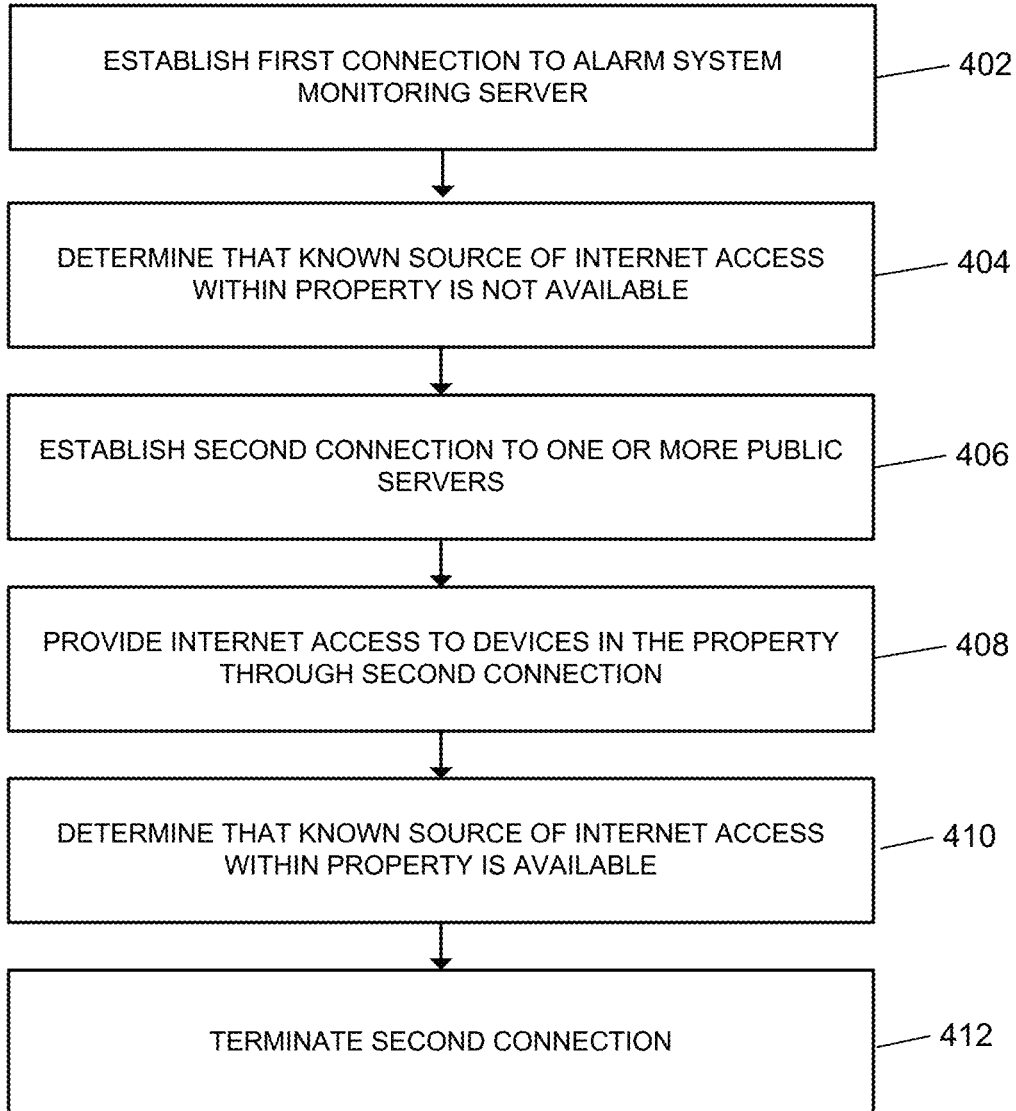 ESTABLISH FIRST CONNECTION TO ALARM SYSTEM
MONITORING SERVER
402
DETERMINE THAT KNOWN SOURCE OF INTERNET ACCESS
WITHIN PROPERTY IS NOT AVAILABLE
404
ESTABLISH SECOND CONNECTION TO ONE OR MORE PUBLIC
SERVERS
406
PROVIDE INTERNET ACCESS TO DEVICES IN THE PROPERTY
THROUGH SECOND CONNECTION
408
DETERMINE THAT KNOWN SOURCE OF INTERNET ACCESS
WITHIN PROPERTY IS AVAILABLE
410
TERMINATE SECOND CONNECTION
412